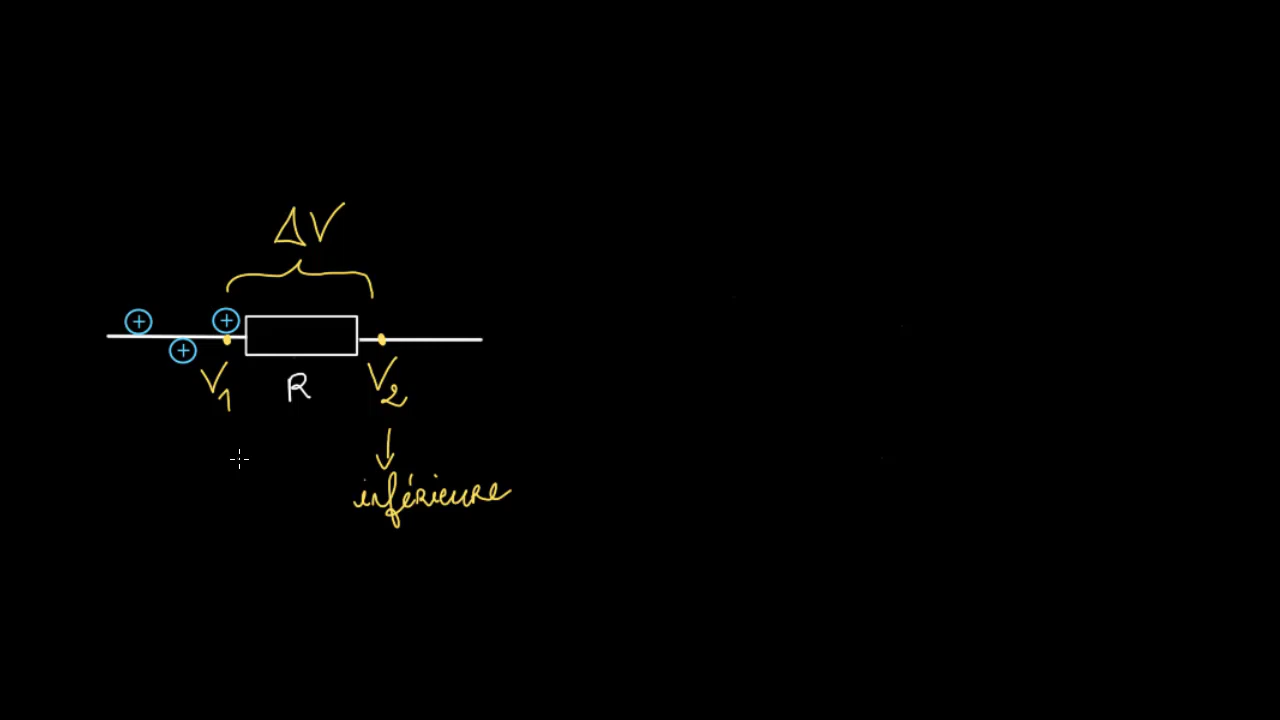 ΔV
+ + +
V1 R V2
inférieure